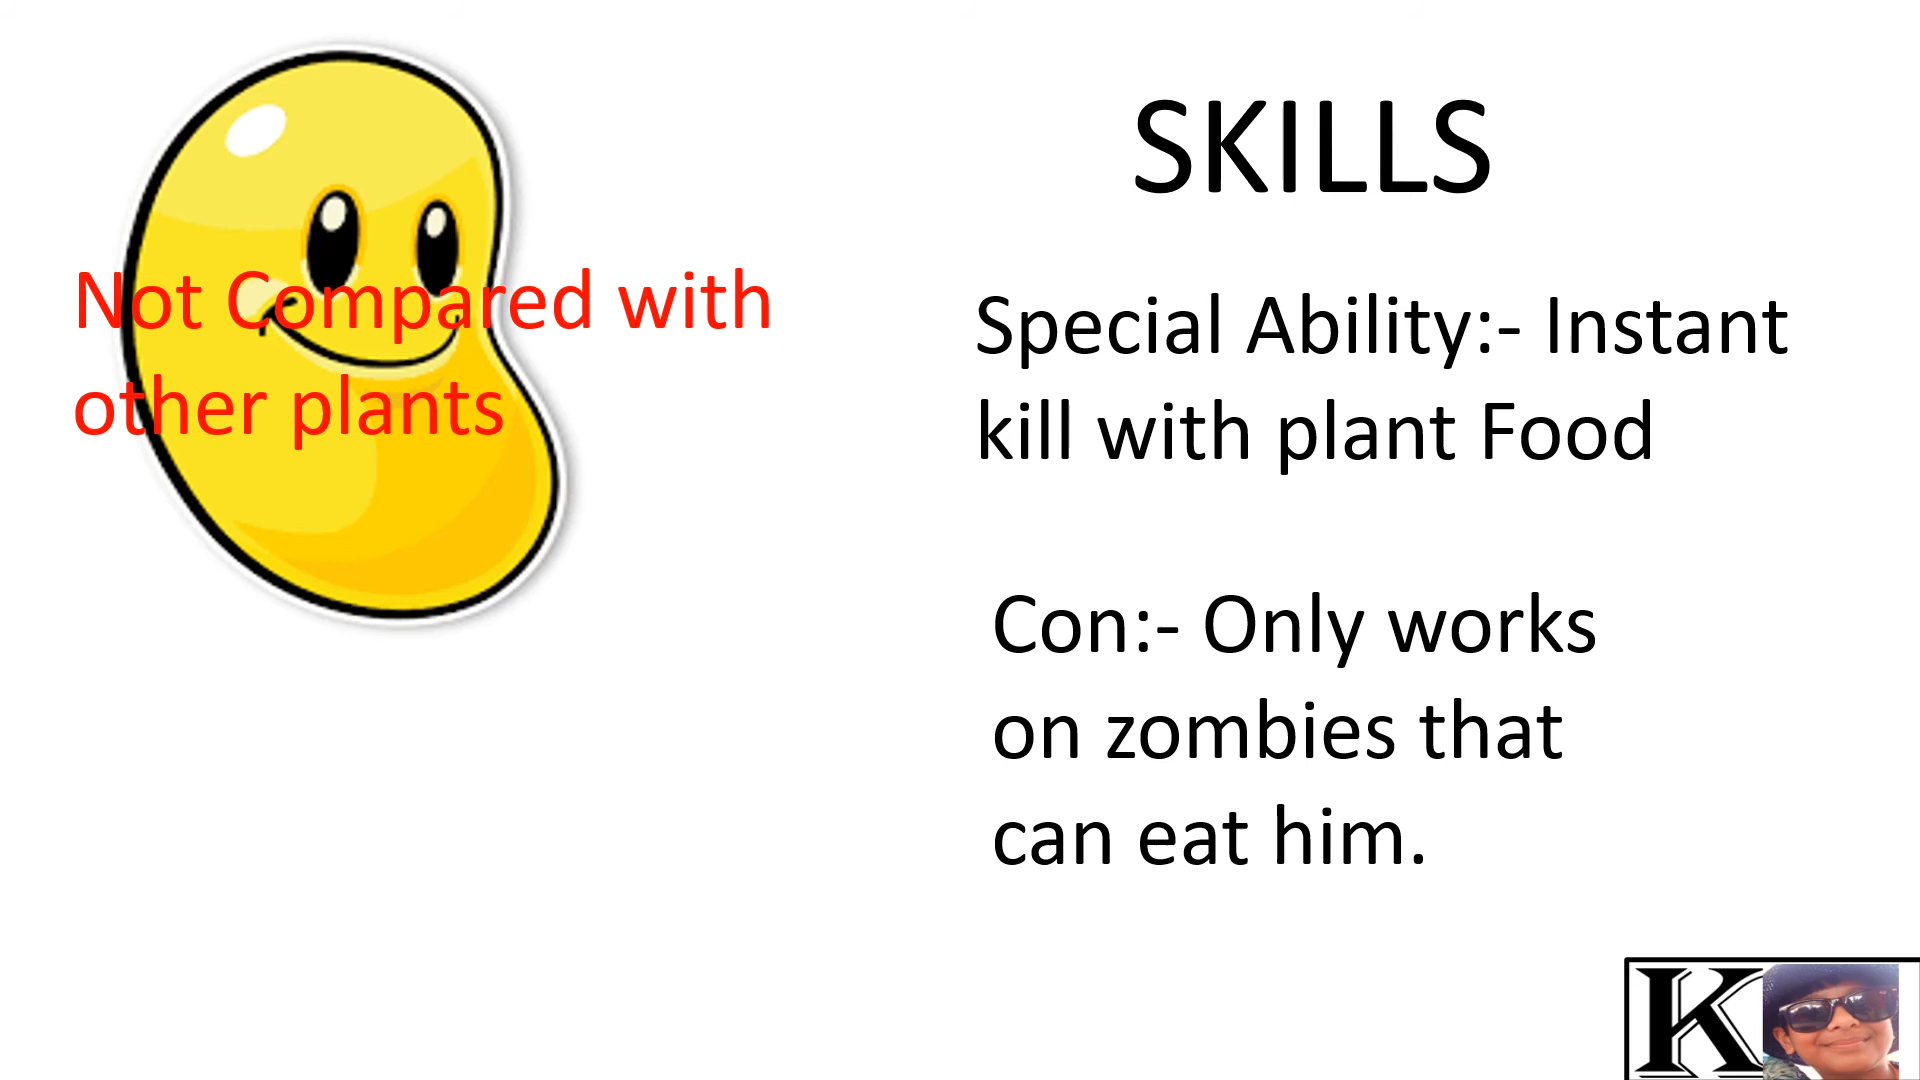 SKILLS
Not Compared with
other plants
Special Ability:- Instant
kill with plant Food
Con:- Only works
on zombies that
can eat him.
K